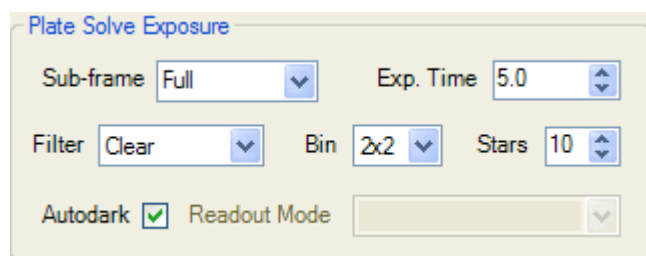 Plate Solve Exposure
Sub-frame Full Exp. Time 5.0
Filter Clear Bin 2x2 Stars 10
Autodark Readout Mode